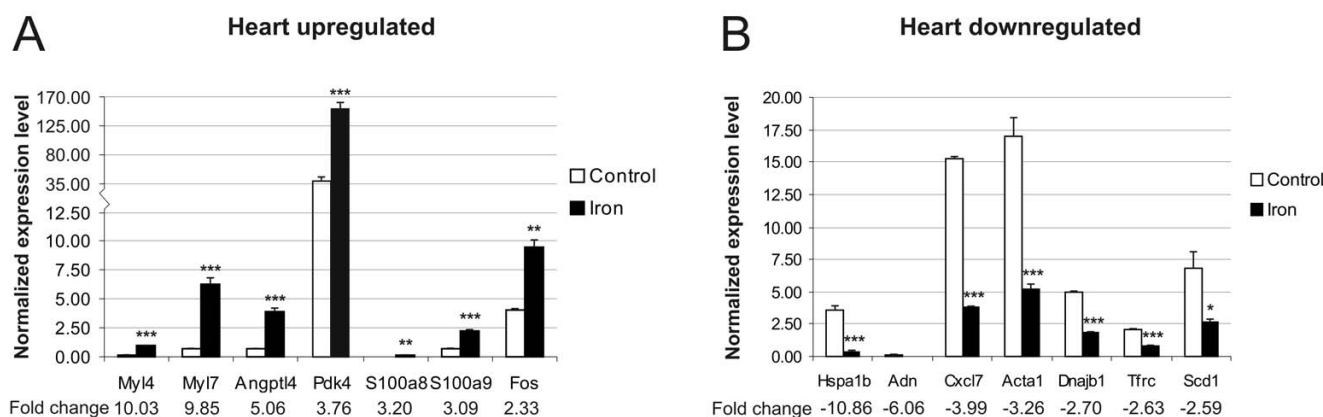 A Heart upregulated
Normalized expression level
170.00
125.00
80.00
35.00
12.50
10.00
7.50
5.00
2.50
0.00
*** *** *** *** ** *** **
Control
Iron
Myl4 Myl7 Angptl4 Pdk4 S100a8 S100a9 Fos
Fold change 10.03 9.85 5.06 3.76 3.20 3.09 2.33
B Heart downregulated
Normalized expression level
20.00
17.50
15.00
12.50
10.00
7.50
5.00
2.50
0.00
*** *** *** *** *** *
Control
Iron
Hspa1b Adn Cxcl7 Acta1 Dnajb1 Tfrc Scd1
Fold change -10.86 -6.06 -3.99 -3.26 -2.70 -2.63 -2.59